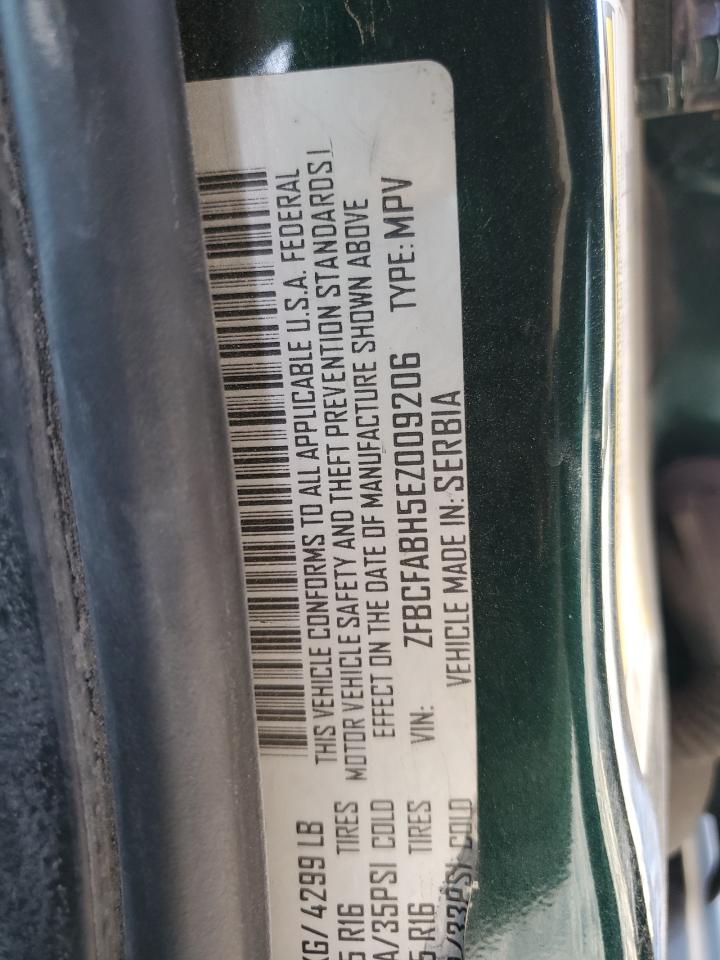 KG/ 4299 LB
5 R16 TIRES
A/35PSI COLD
5 R16 TIRES
/33PSI COLD
THIS VEHICLE CONFORMS TO ALL APPLICABLE U.S.A. FEDERAL
MOTOR VEHICLE SAFETY AND THEFT PREVENTION STANDARDS I
EFFECT ON THE DATE OF MANUFACTURE SHOWN ABOVE
VIN: ZFBCFABH5EZ009206 TYPE: MPV
VEHICLE MADE IN: SERBIA